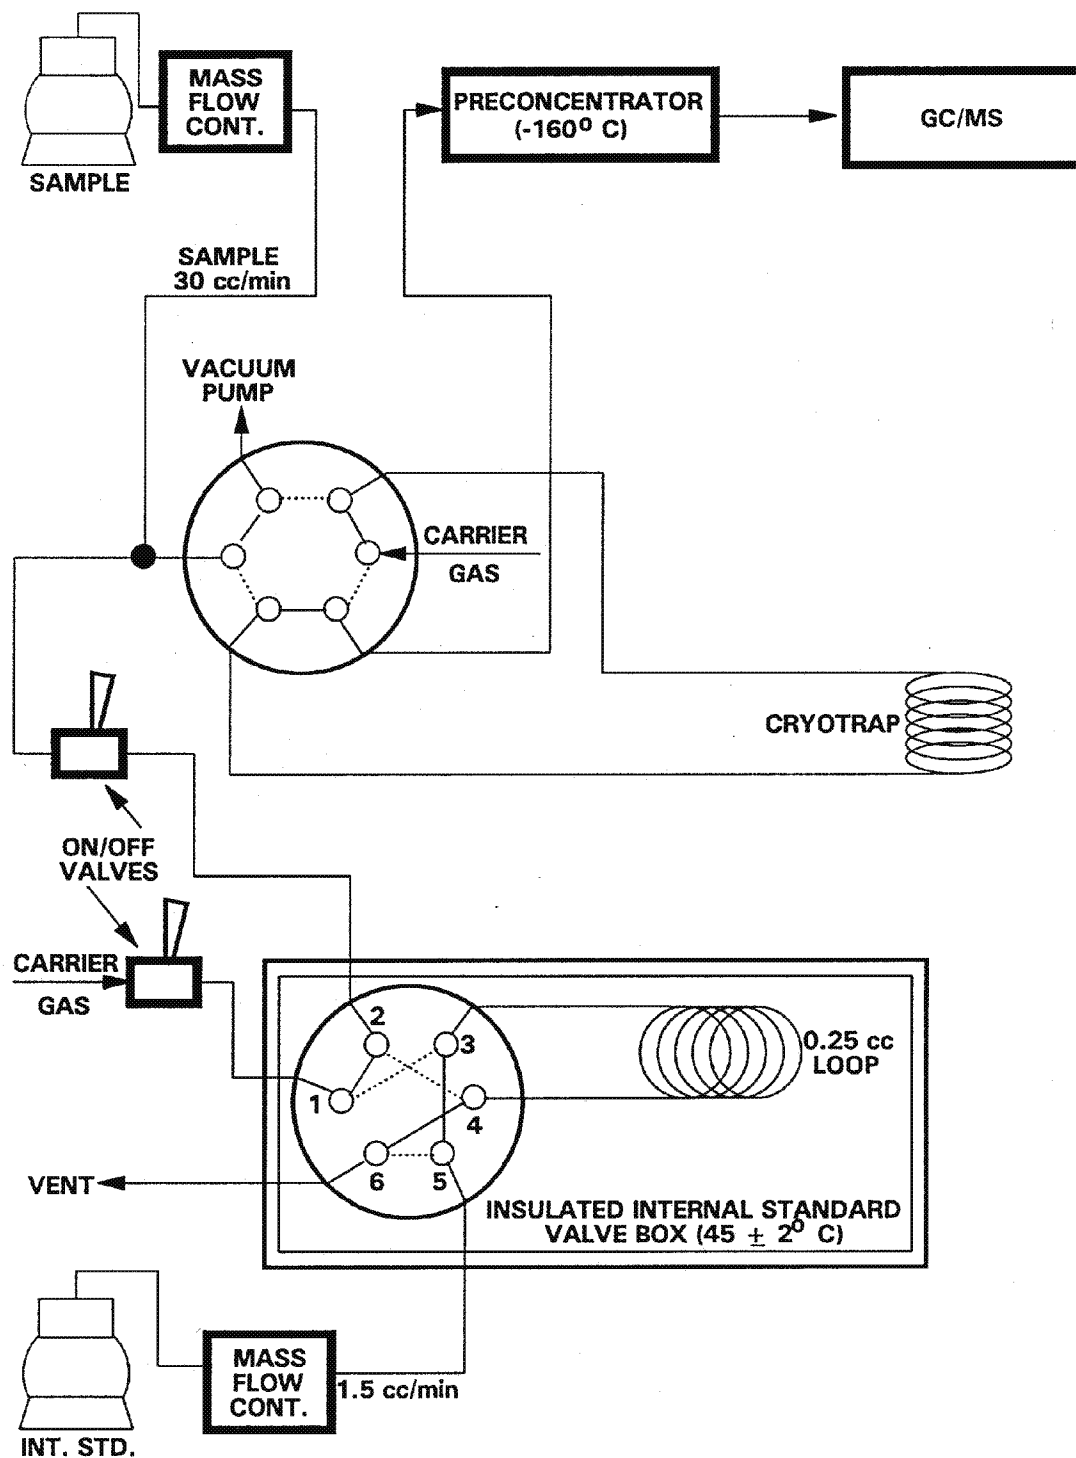 MASS
FLOW
CONT.
SAMPLE
PRECONCENTRATOR
(-160° C)
GC/MS
SAMPLE
30 cc/min
VACUUM
PUMP
CARRIER
GAS
CRYOTRAP
ON/OFF
VALVES
CARRIER
GAS
2
3
1
4
6
5
0.25 cc
LOOP
VENT
INSULATED INTERNAL STANDARD
VALVE BOX (45 ± 2° C)
MASS
FLOW
CONT.
1.5 cc/min
INT. STD.